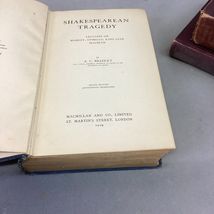 SHAKESPEAREAN
TRAGEDY
LECTURES ON
HAMLET, OTHELLO, KING LEAR
MACBETH
BY
A. C. BRADLEY
MACMILLAN AND CO., LIMITED
ST. MARTIN'S STREET, LONDON